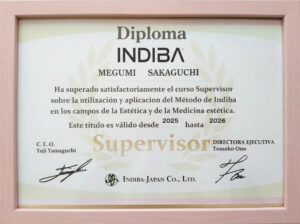 Diploma
INDIBA
MEGUMI SAKAGUCHI
Ha superado satisfactoriamente el curso Supervisor
sobre la utilización y aplicacion del Método de Indiba
en los campos de la Estética y de la Medicina estética.
Este titulo es válido desde 2025 hasta 2026
Supervisor
C. E. O. DIRECTORA EJECUTIVA
Yuji Yamaguchi Tomoko Ono
INDIBA-JAPAN CO., LTD.